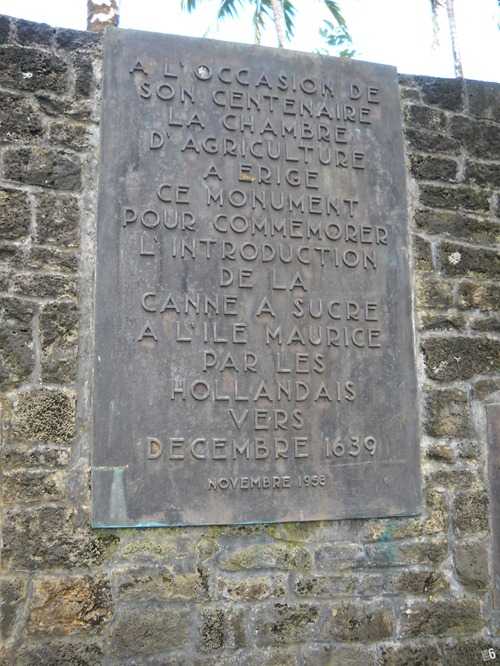 A L'OCCASION DE
SON CENTENAIRE
LA CHAMBRE
D'AGRICULTURE
A ERIGE
CE MONUMENT
POUR COMMEMORER
L'INTRODUCTION
DE LA
CANNE A SUCRE
A L'ILE MAURICE
PAR LES
HOLLANDAIS
VERS
DECEMBRE 1639
NOVEMBRE 1953
6